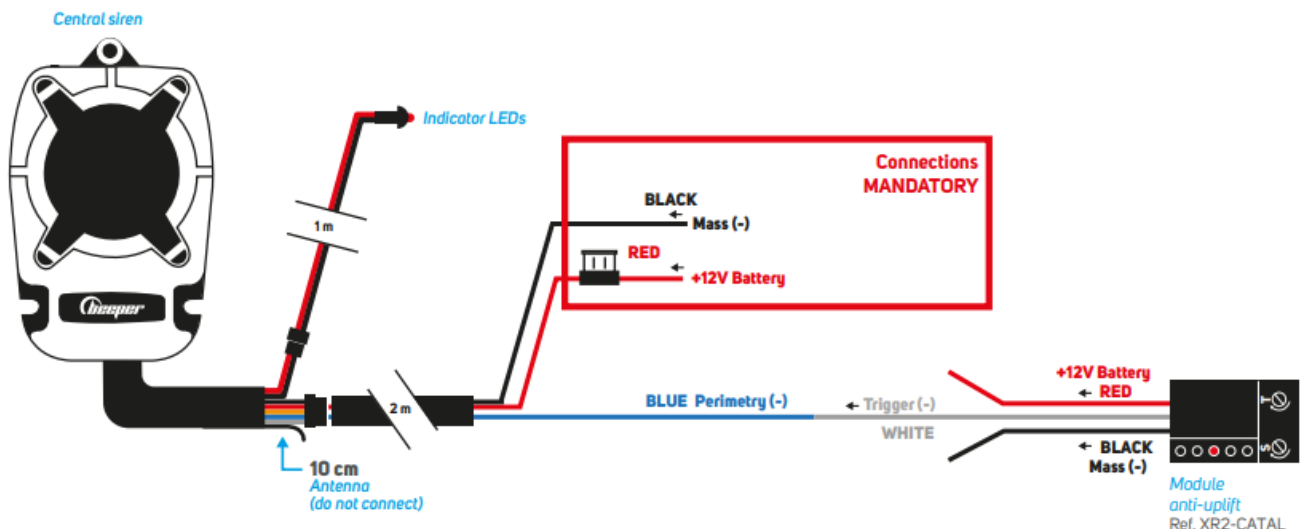 Central siren
Indicator LEDs
Connections
MANDATORY
BLACK
Mass (-)
1 m
RED
+12V Battery
beeper
+12V Battery
RED
2 m
BLUE Perimetry (-)
Trigger (-)
WHITE
T
S
BLACK
Mass (-)
10 cm
Antenna
(do not connect)
Module
anti-uplift
Ref. XR2-CATAL